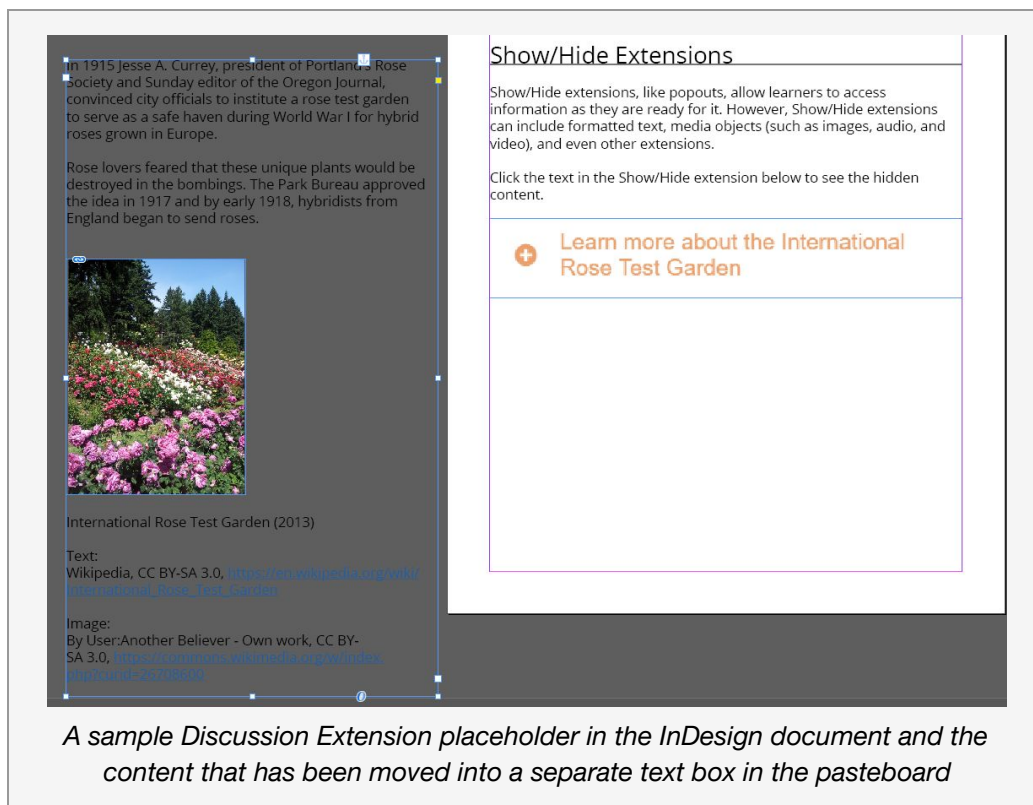 In 1915 Jesse A. Currey, president of Portland's Rose
Society and Sunday editor of the Oregon Journal,
convinced city officials to institute a rose test garden
to serve as a safe haven during World War I for hybrid
roses grown in Europe.
Rose lovers feared that these unique plants would be
destroyed in the bombings. The Park Bureau approved
the idea in 1917 and by early 1918, hybridists from
England began to send roses.
International Rose Test Garden (2013)
Text:
Wikipedia, CC BY-SA 3.0, https://en.wikipedia.org/wiki/
International_Rose_Test_Garden
Image:
By User:Another Believer - Own work, CC BY-
SA 3.0, https://commons.wikimedia.org/w/index.
php?curid=26708600
Show/Hide Extensions
Show/Hide extensions, like popouts, allow learners to access
information as they are ready for it. However, Show/Hide extensions
can include formatted text, media objects (such as images, audio, and
video), and even other extensions.
Click the text in the Show/Hide extension below to see the hidden
content.
Learn more about the International
Rose Test Garden
A sample Discussion Extension placeholder in the InDesign document and the
content that has been moved into a separate text box in the pasteboard